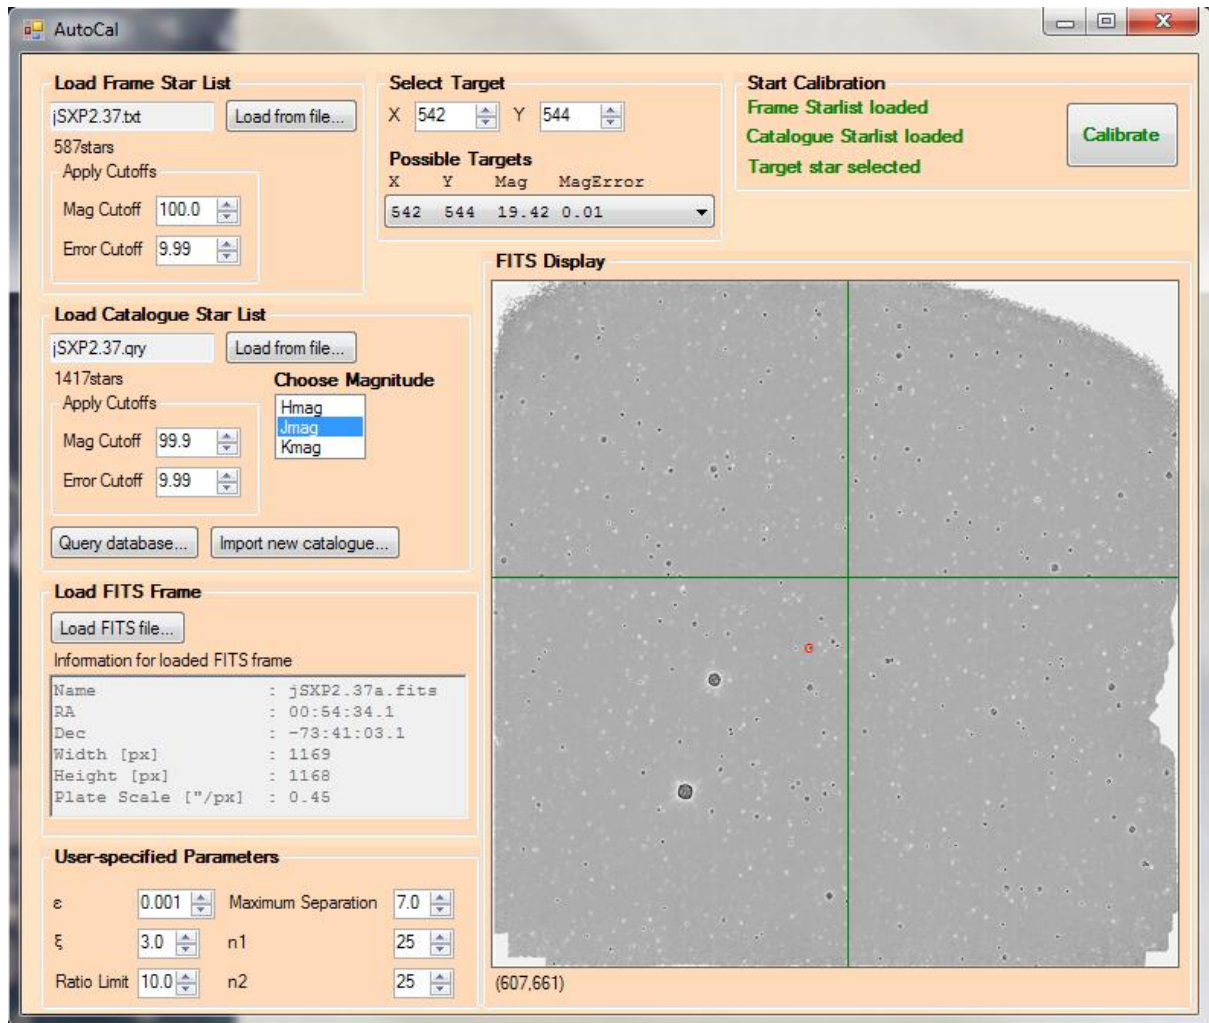 AutoCal
Load Frame Star List
jSXP2.37.txt Load from file...
587stars
Apply Cutoffs
Mag Cutoff 100.0
Error Cutoff 9.99
Select Target
X 542 Y 544
Possible Targets
X Y Mag MagError
542 544 19.42 0.01
Start Calibration
Frame Starlist loaded
Catalogue Starlist loaded
Target star selected
Calibrate
Load Catalogue Star List
jSXP2.37.qry Load from file...
1417stars
Apply Cutoffs
Mag Cutoff 99.9
Error Cutoff 9.99
Choose Magnitude
Hmag
Jmag
Kmag
Query database... Import new catalogue...
Load FITS Frame
Load FITS file...
Information for loaded FITS frame
Name : jSXP2.37a.fits
RA : 00:54:34.1
Dec : -73:41:03.1
Width [px] : 1169
Height [px] : 1168
Plate Scale ["/px] : 0.45
User-specified Parameters
ε 0.001 Maximum Separation 7.0
ξ 3.0 n1 25
Ratio Limit 10.0 n2 25
FITS Display
(607,661)